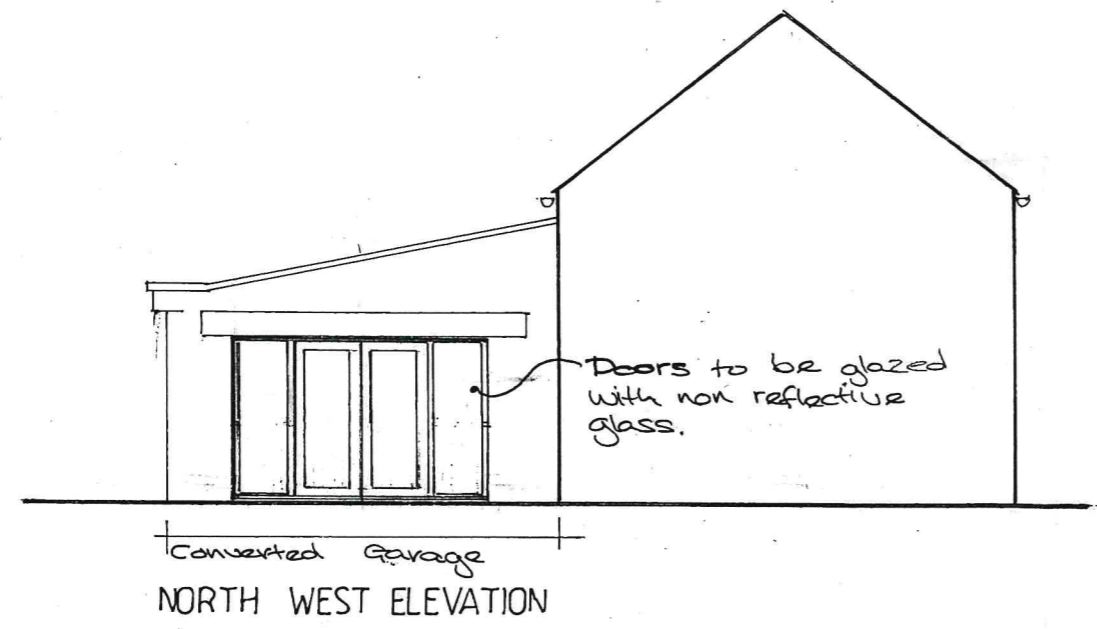 Doors to be glazed
with non reflective
glass.
Converted Garage
NORTH WEST ELEVATION